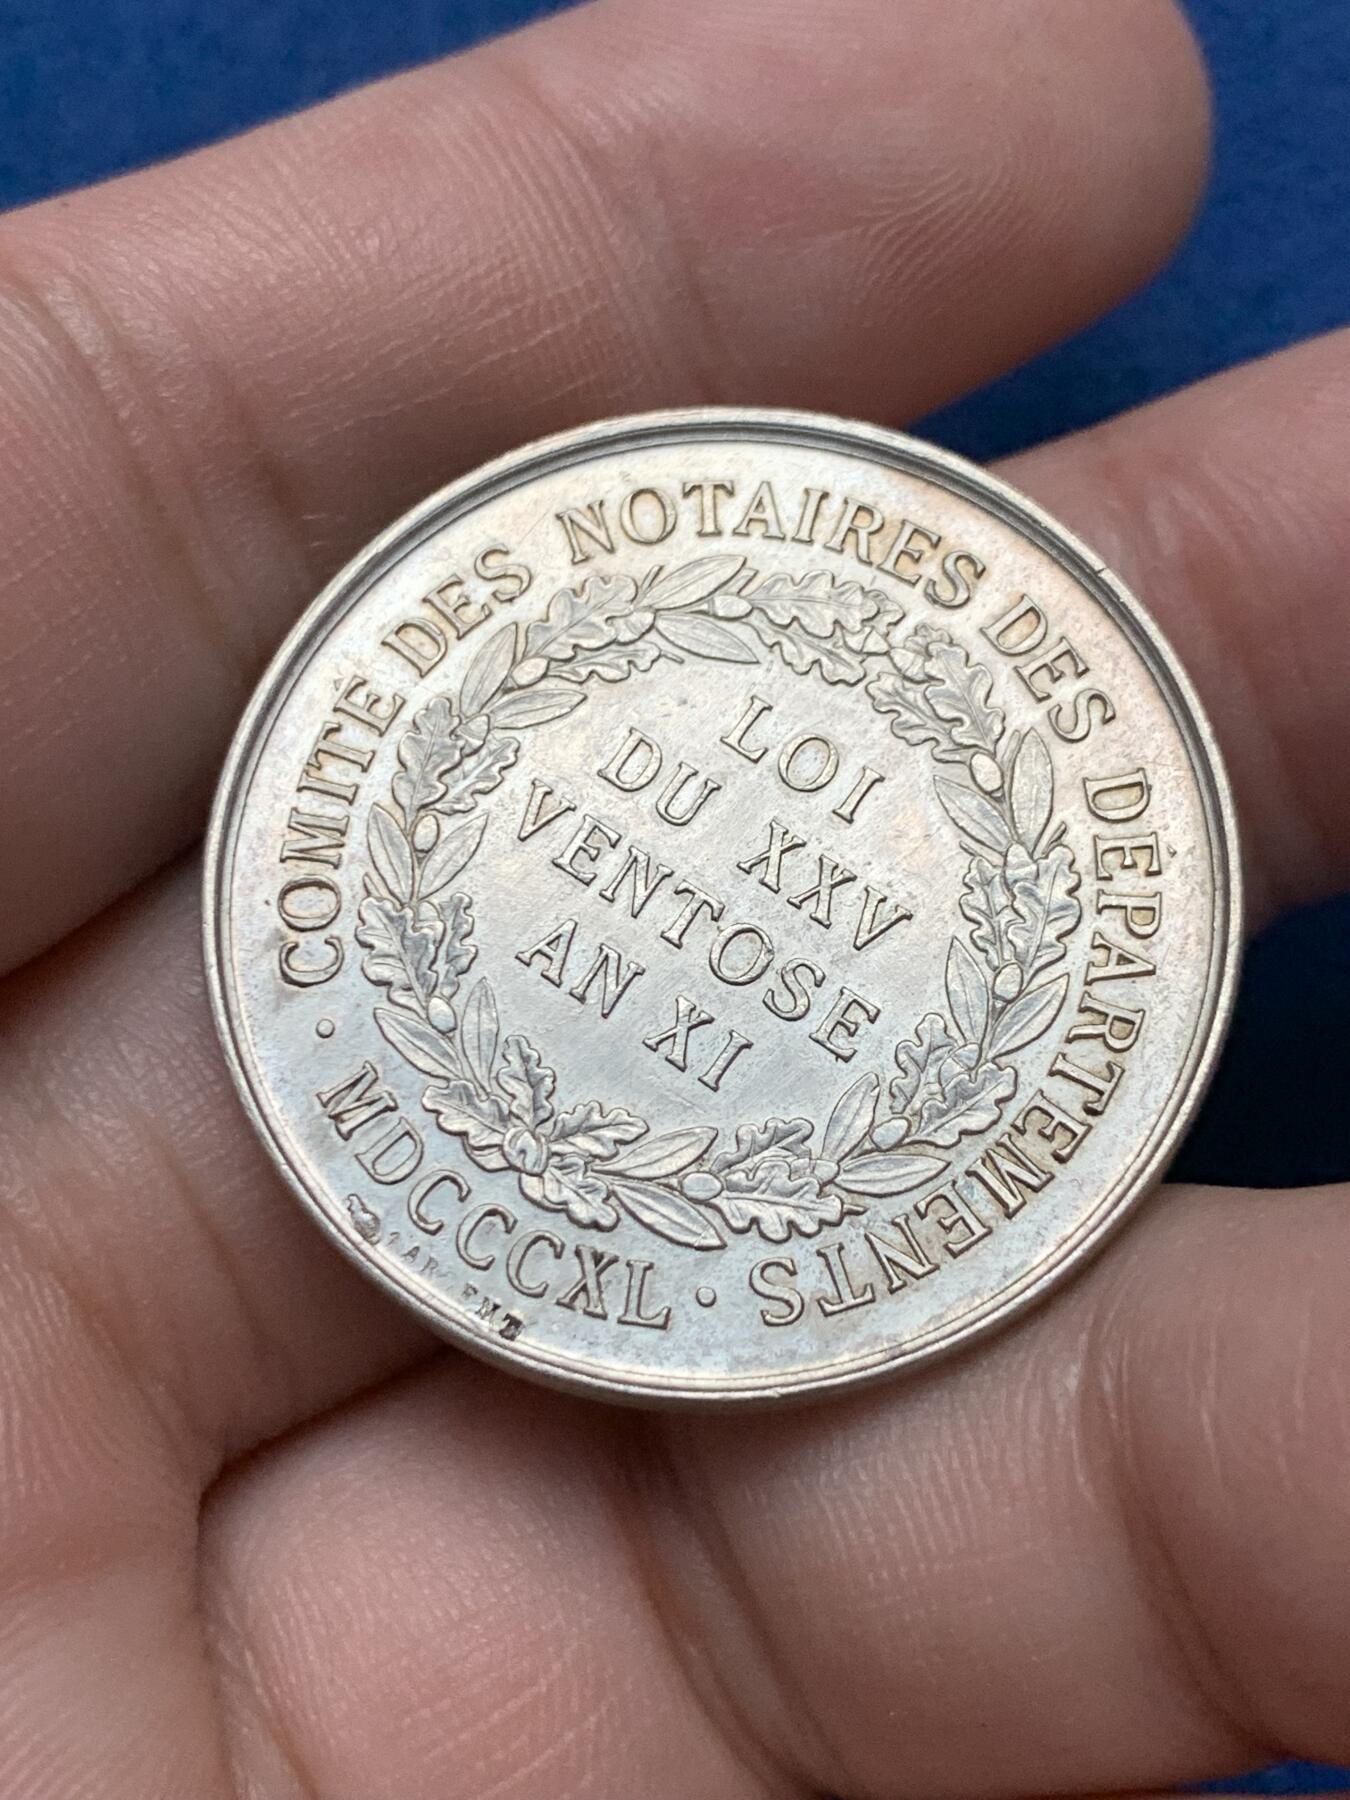 COMITÉ DES NOTAIRES DES DÉPARTEMENTS
LOI
DU XXV
VENTOSE
AN XI
· MDCCCXL ·